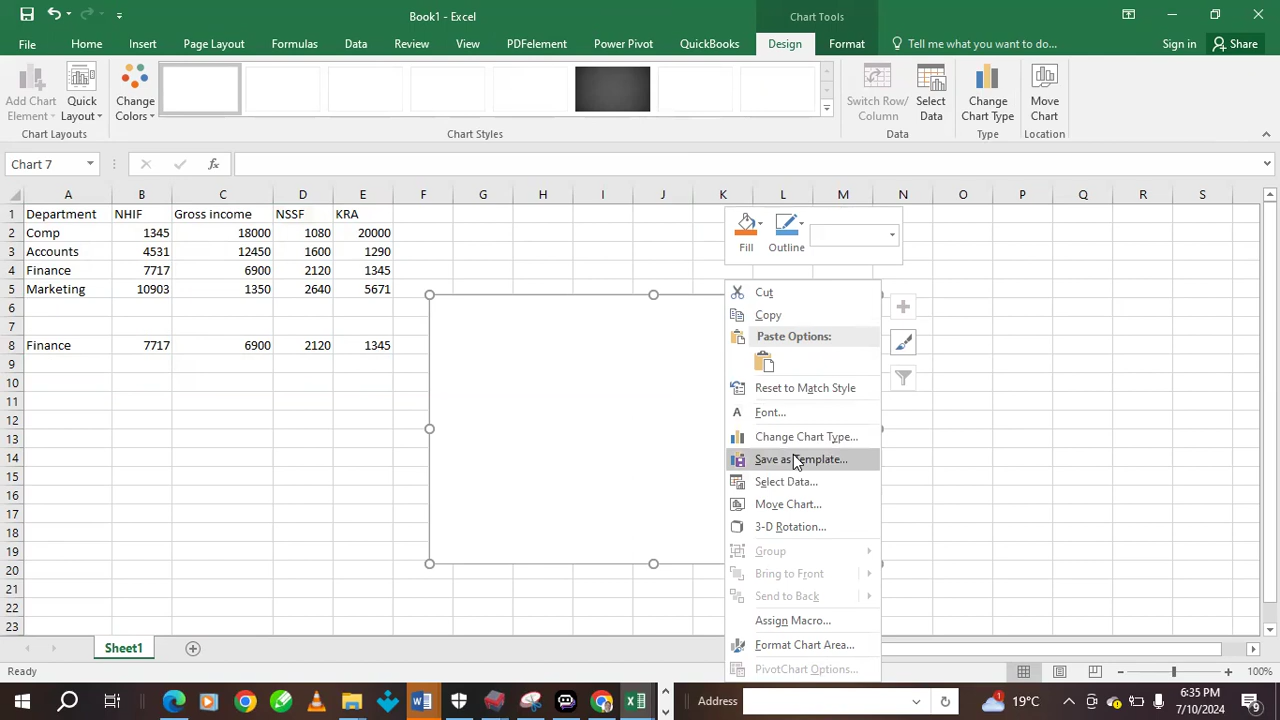 Book1 - Excel
Chart Tools
File Home Insert Page Layout Formulas Data Review View PDFelement Power Pivot QuickBooks Design Format Tell me what you want to do... Sign in Share
Add Chart Element
Quick Layout
Change Colors
Switch Row/ Column
Select Data
Change Chart Type
Move Chart
Chart Layouts
Chart Styles
Data
Type
Location
Chart 7
fx
A B C D E F G H I J K L M N O P Q R S
1 Department NHIF Gross income NSSF KRA
2 Comp 1345 18000 1080 20000
3 Accounts 4531 12450 1600 1290
4 Finance 7717 6900 2120 1345
5 Marketing 10903 1350 2640 5671
6
7
8 Finance 7717 6900 2120 1345
9
10
11
12
13
14
15
16
17
18
19
20
21
22
23
Fill
Outline
Cut
Copy
Paste Options:
Reset to Match Style
A Font...
Change Chart Type...
Save as Template...
Select Data...
Move Chart...
3-D Rotation...
Group
Bring to Front
Send to Back
Assign Macro...
Format Chart Area...
PivotChart Options...
Sheet1
Ready
100%
Address
1
19°C
6:35 PM
7/10/2024
9